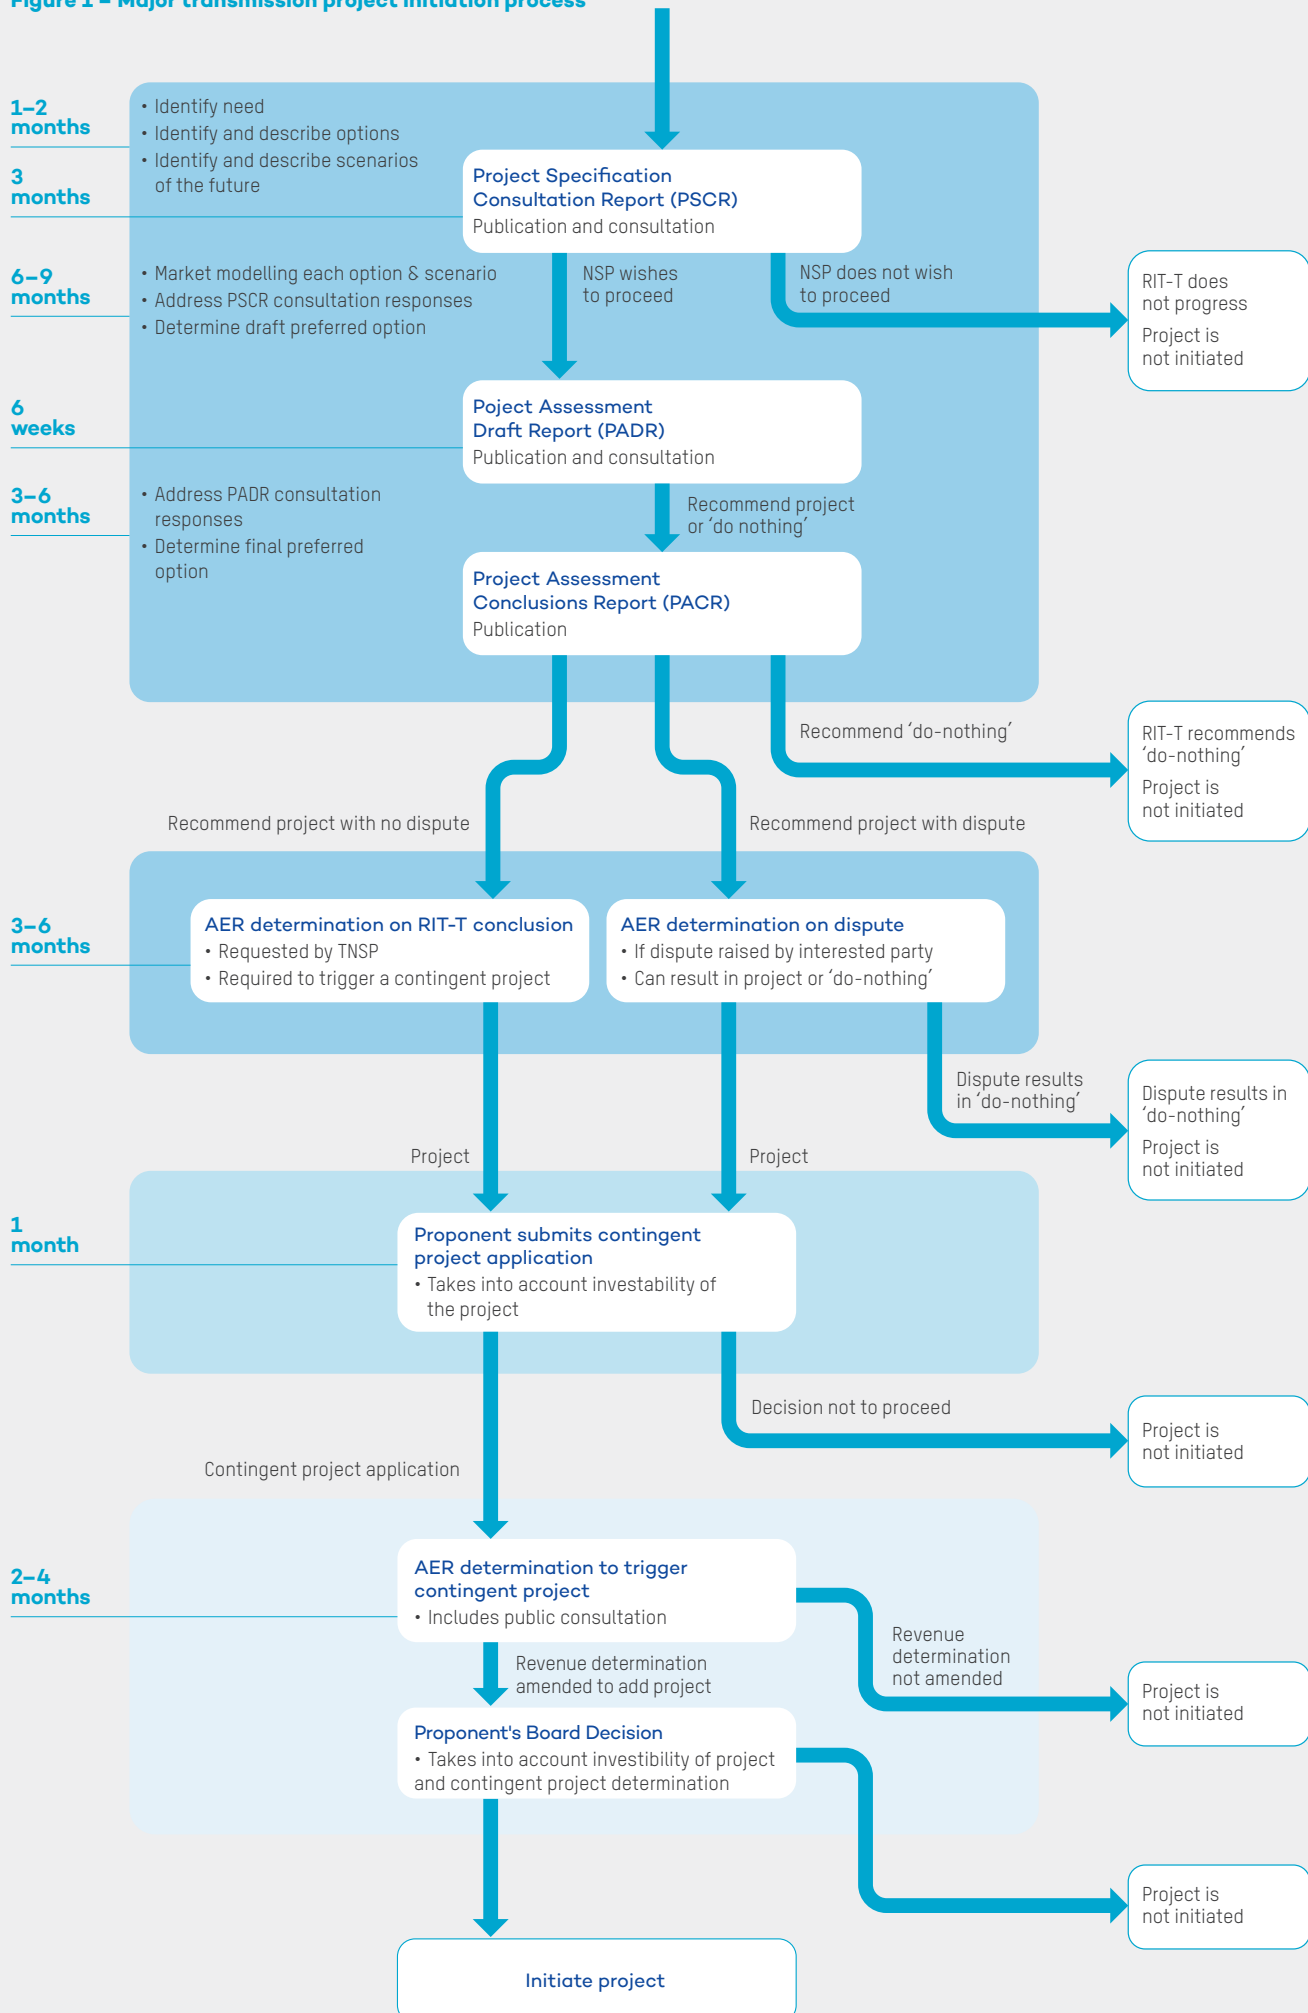 Figure 1 – Major transmission project initiation process
1–2
months
• Identify need
• Identify and describe options
• Identify and describe scenarios
of the future
3
months
Project Specification
Consultation Report (PSCR)
Publication and consultation
6–9
months
• Market modelling each option & scenario
• Address PSCR consultation responses
• Determine draft preferred option
NSP wishes
to proceed
NSP does not wish
to proceed
RIT-T does
not progress
Project is
not initiated
6
weeks
Poject Assessment
Draft Report (PADR)
Publication and consultation
3–6
months
• Address PADR consultation
responses
• Determine final preferred
option
Recommend project
or ‘do nothing’
Project Assessment
Conclusions Report (PACR)
Publication
Recommend ‘do-nothing’
RIT-T recommends
‘do-nothing’
Project is
not initiated
Recommend project with no dispute
Recommend project with dispute
3–6
months
AER determination on RIT-T conclusion
• Requested by TNSP
• Required to trigger a contingent project
AER determination on dispute
• If dispute raised by interested party
• Can result in project or ‘do-nothing’
Dispute results
in ‘do-nothing’
Dispute results in
‘do-nothing’
Project is
not initiated
Project
Project
1
month
Proponent submits contingent
project application
• Takes into account investability of
the project
Decision not to proceed
Project is
not initiated
Contingent project application
2–4
months
AER determination to trigger
contingent project
• Includes public consultation
Revenue
determination
not amended
Project is
not initiated
Revenue determination
amended to add project
Proponent's Board Decision
• Takes into account investibility of project
and contingent project determination
Project is
not initiated
Initiate project